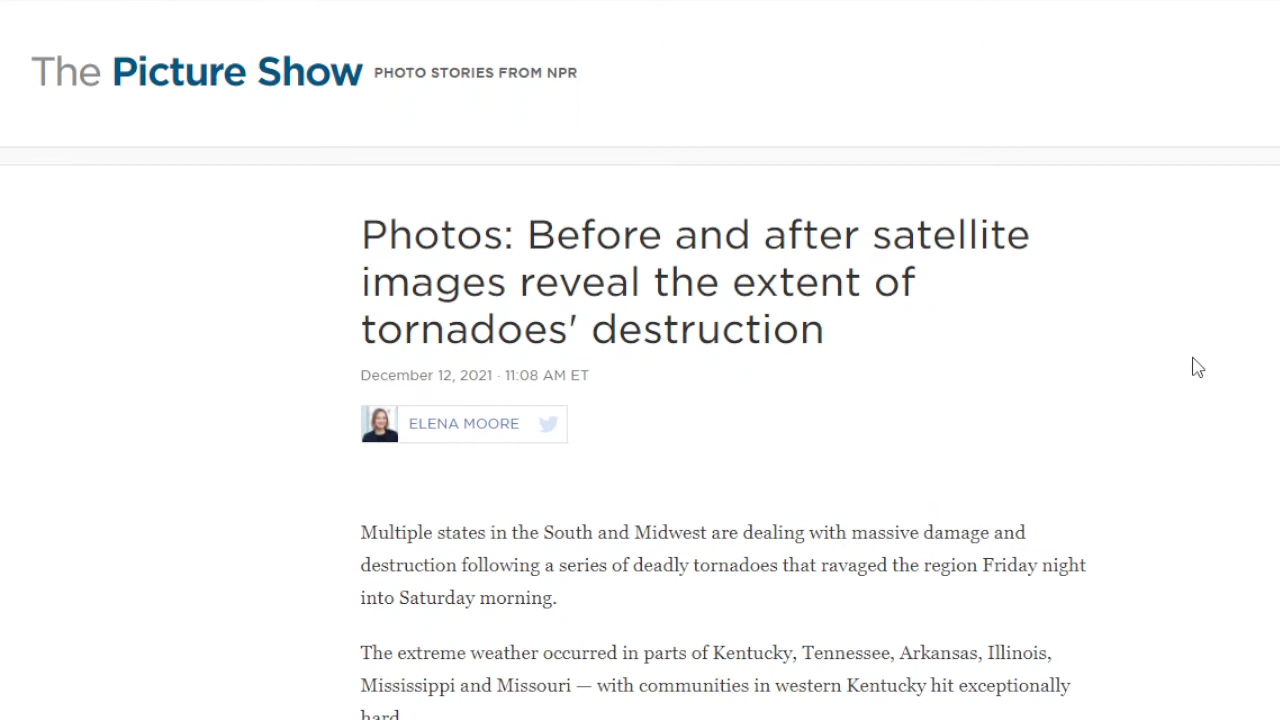 The Picture Show PHOTO STORIES FROM NPR
Photos: Before and after satellite
images reveal the extent of
tornadoes' destruction
December 12, 2021 · 11:08 AM ET
ELENA MOORE
Multiple states in the South and Midwest are dealing with massive damage and
destruction following a series of deadly tornadoes that ravaged the region Friday night
into Saturday morning.
The extreme weather occurred in parts of Kentucky, Tennessee, Arkansas, Illinois,
Mississippi and Missouri — with communities in western Kentucky hit exceptionally
hard.